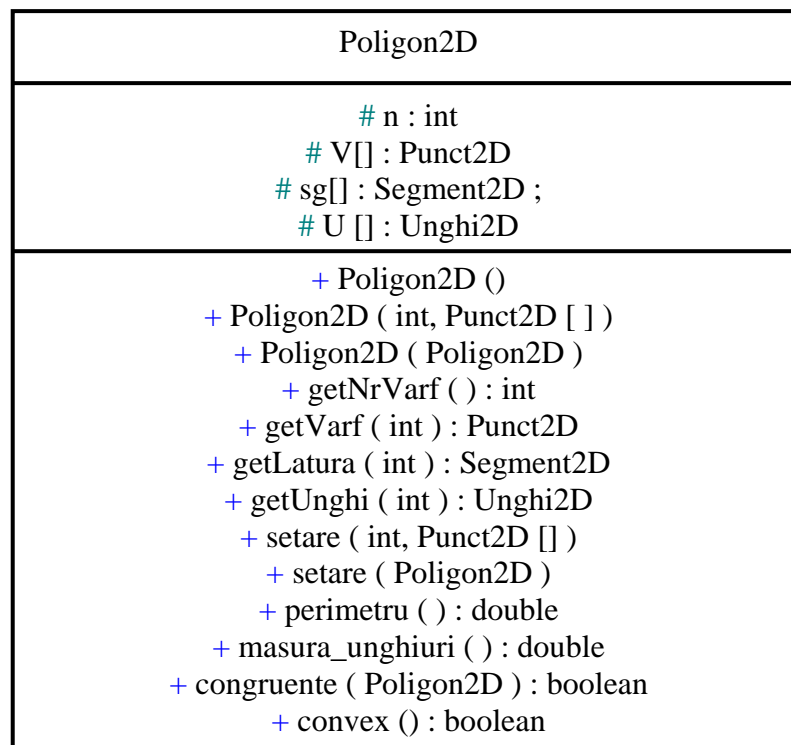 Poligon2D
# n : int
# V[] : Punct2D
# sg[] : Segment2D ;
# U [] : Unghi2D
+ Poligon2D ()
+ Poligon2D ( int, Punct2D [ ] )
+ Poligon2D ( Poligon2D )
+ getNrVarf ( ) : int
+ getVarf ( int ) : Punct2D
+ getLatura ( int ) : Segment2D
+ getUnghi ( int ) : Unghi2D
+ setare ( int, Punct2D [] )
+ setare ( Poligon2D )
+ perimetru ( ) : double
+ masura_unghiuri ( ) : double
+ congruente ( Poligon2D ) : boolean
+ convex () : boolean